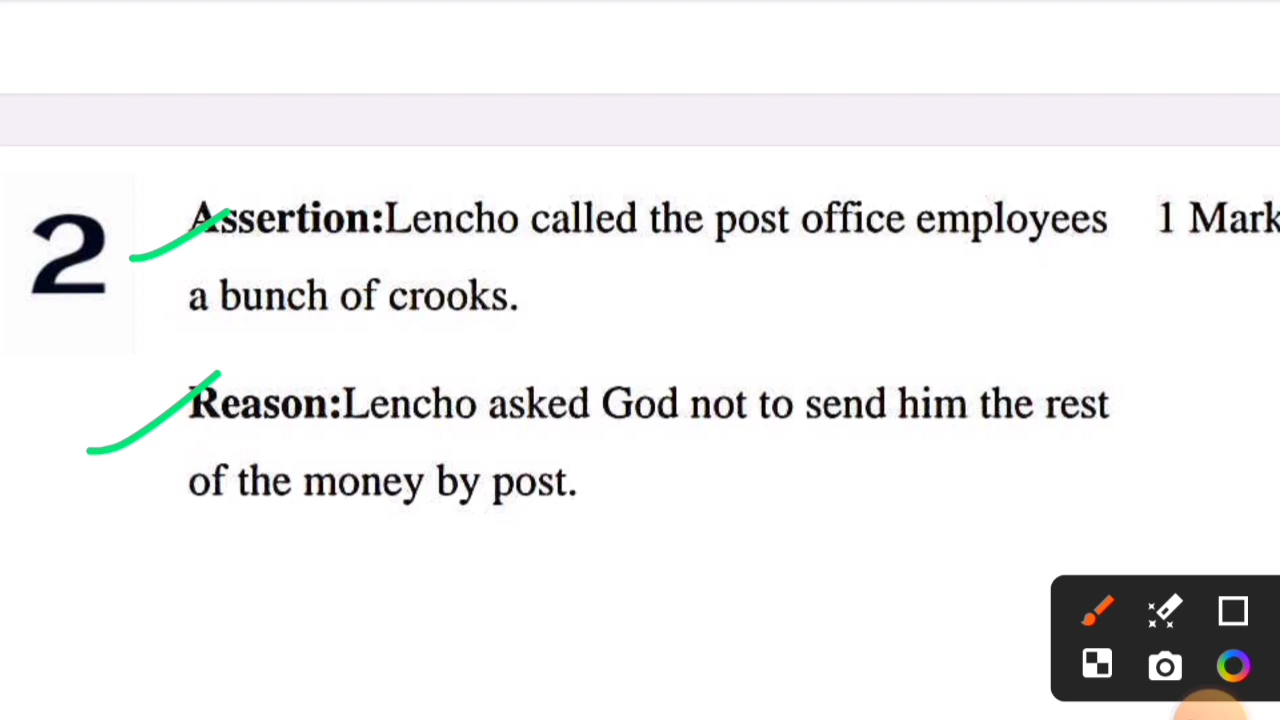 2
Assertion:Lencho called the post office employees 1 Mark
a bunch of crooks.
Reason:Lencho asked God not to send him the rest
of the money by post.